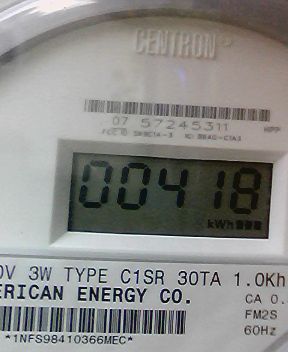 CENTRON®
07 57245311
00418
kWh
0V 3W TYPE C1SR 30TA 1.0Kh
ERICAN ENERGY CO.
CA 0.
FM2S
60Hz
*1NFS98410366MEC*